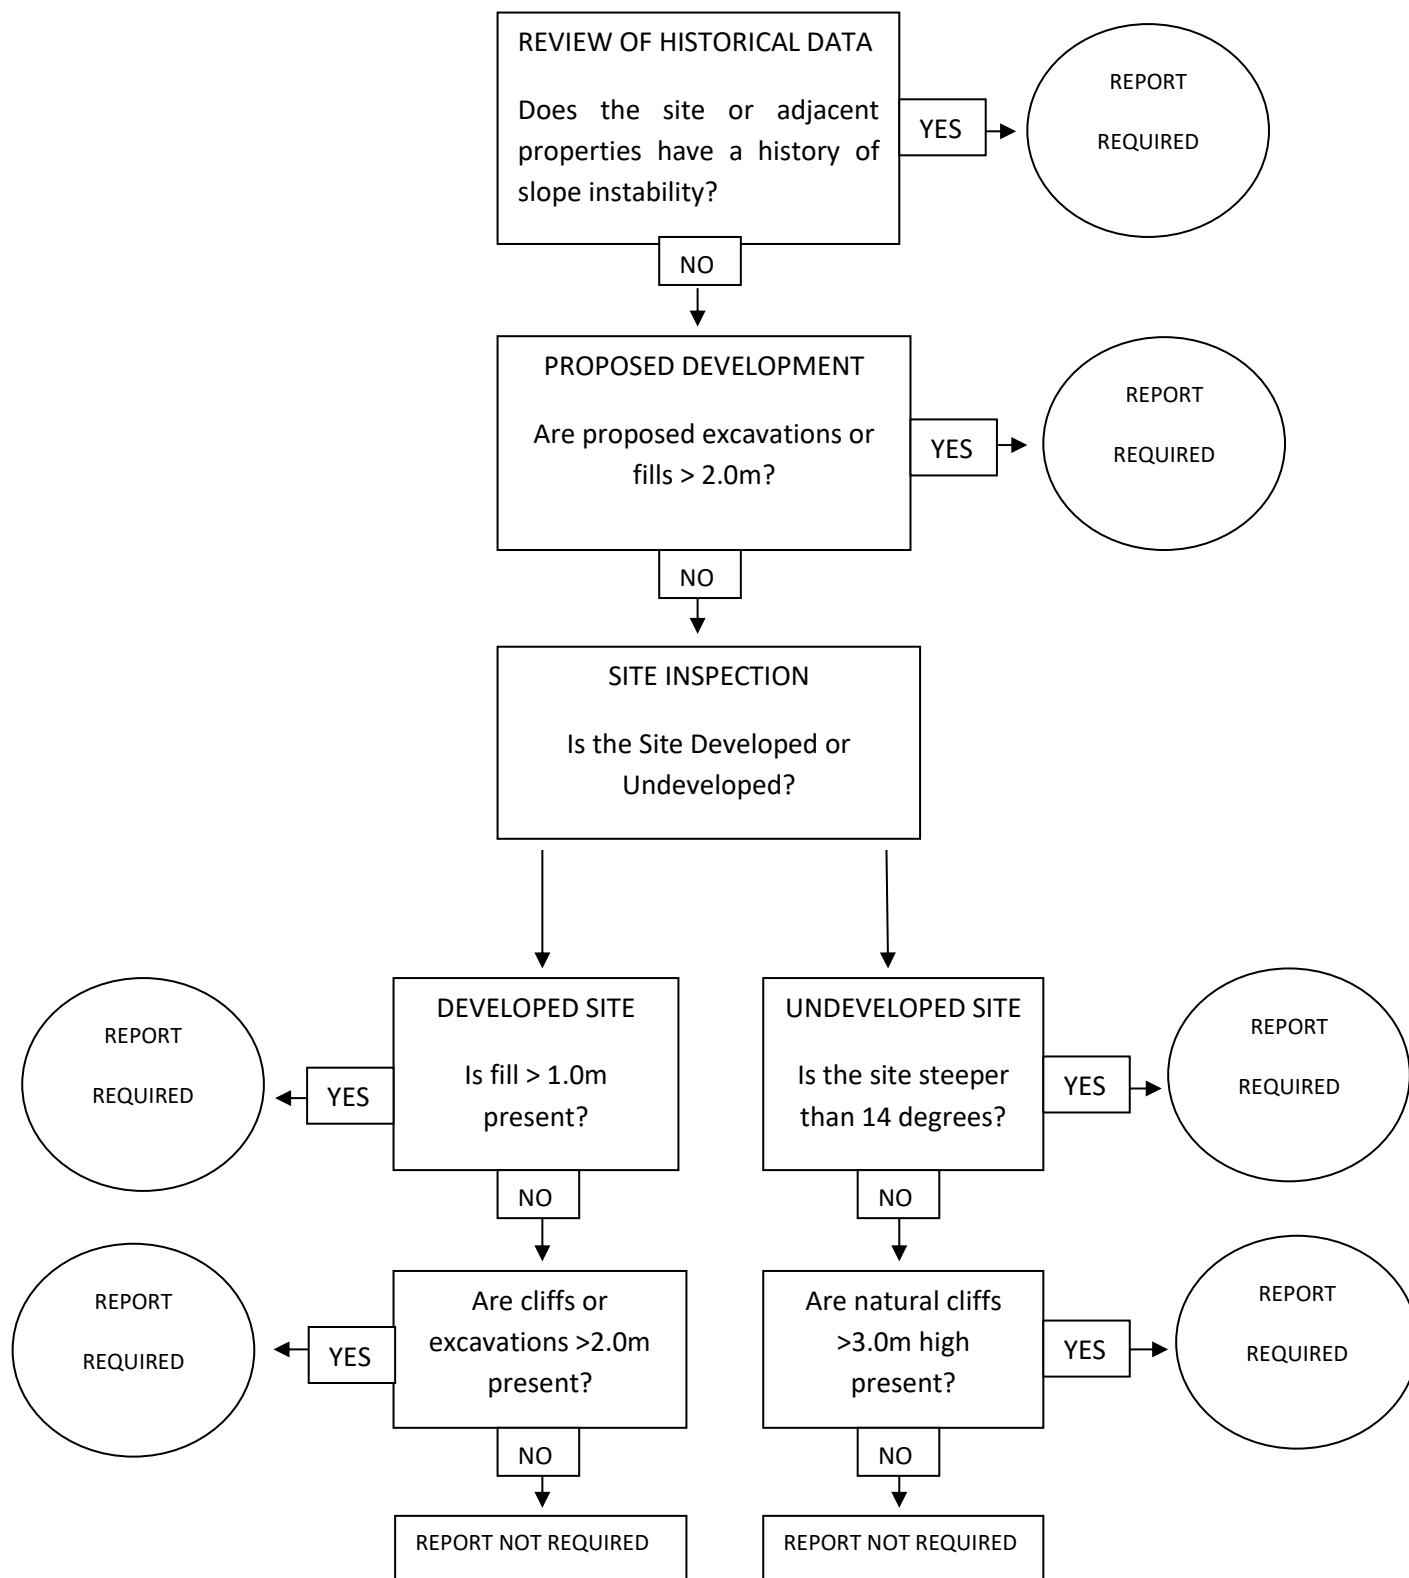 REVIEW OF HISTORICAL DATA
Does the site or adjacent
properties have a history of
slope instability?
YES
REPORT
REQUIRED
NO
PROPOSED DEVELOPMENT
Are proposed excavations or
fills > 2.0m?
YES
REPORT
REQUIRED
NO
SITE INSPECTION
Is the Site Developed or
Undeveloped?
DEVELOPED SITE
Is fill > 1.0m
present?
YES
REPORT
REQUIRED
NO
Are cliffs or
excavations >2.0m
present?
YES
REPORT
REQUIRED
NO
REPORT NOT REQUIRED
UNDEVELOPED SITE
Is the site steeper
than 14 degrees?
YES
REPORT
REQUIRED
NO
Are natural cliffs
>3.0m high
present?
YES
REPORT
REQUIRED
NO
REPORT NOT REQUIRED